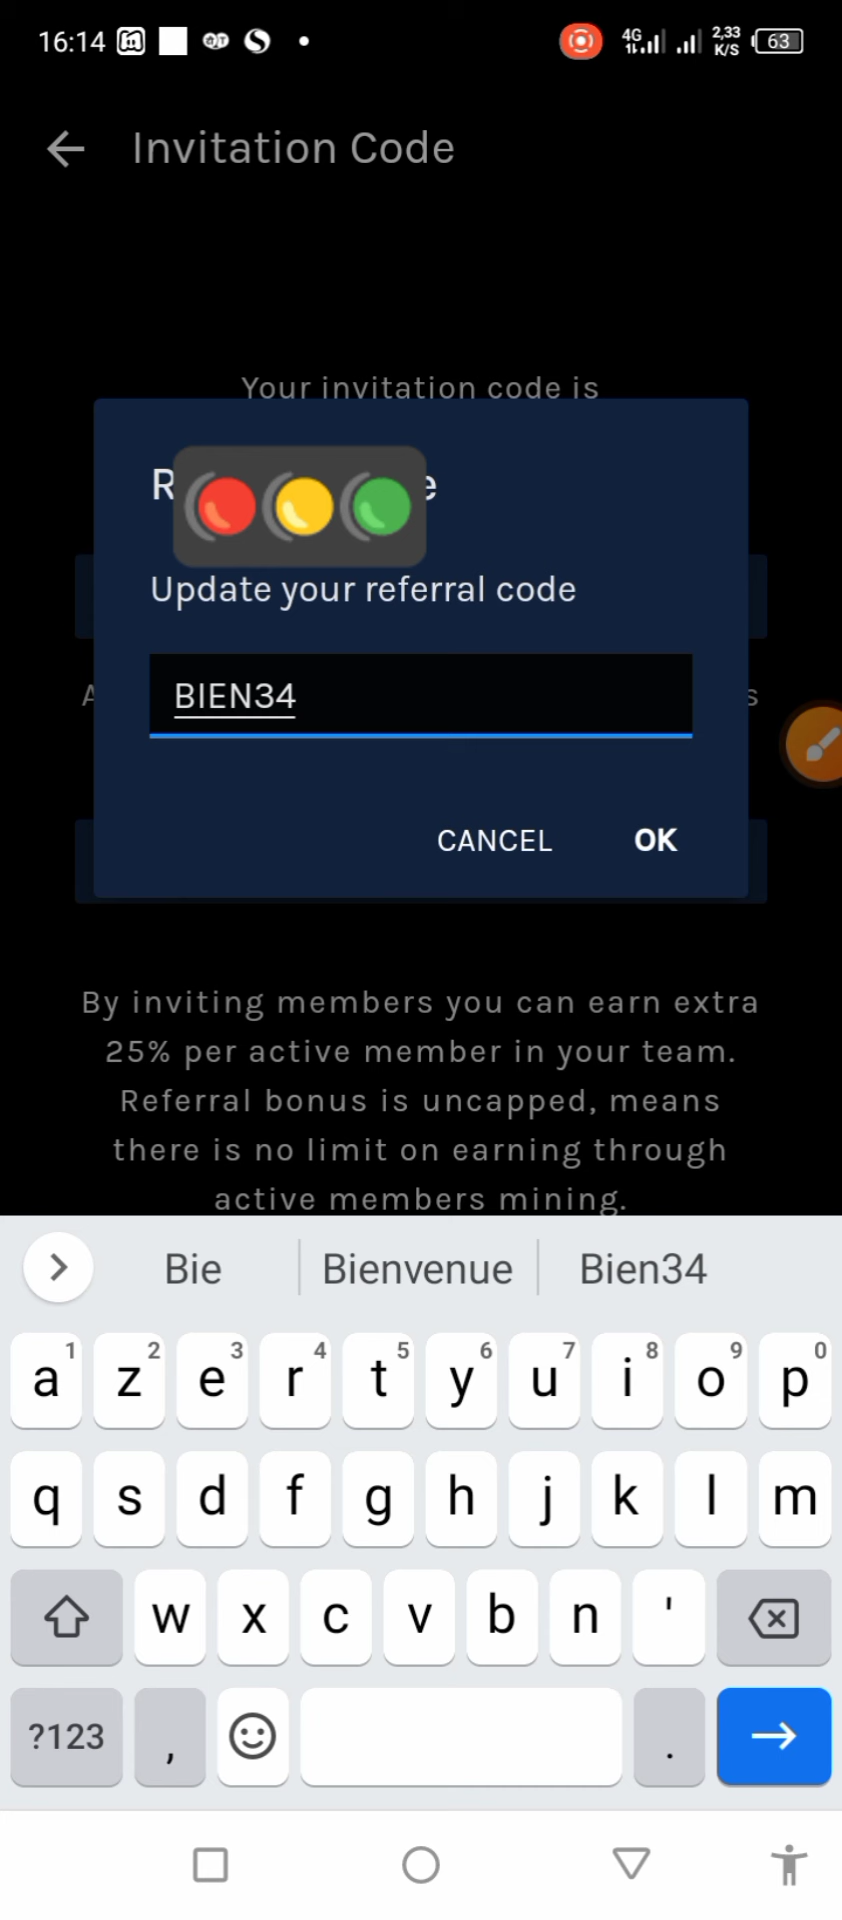 16:14 4G 2,33 K/S 63
Invitation Code
Your invitation code is
Update your referral code
BIEN34
CANCEL OK
By inviting members you can earn extra
25% per active member in your team.
Referral bonus is uncapped, means
there is no limit on earning through
active members mining.
Bie Bienvenue Bien34
a 1 z 2 e 3 r 4 t 5 y 6 u 7 i 8 o 9 p 0
q s d f g h j k l m
w x c v b n '
?123 , .